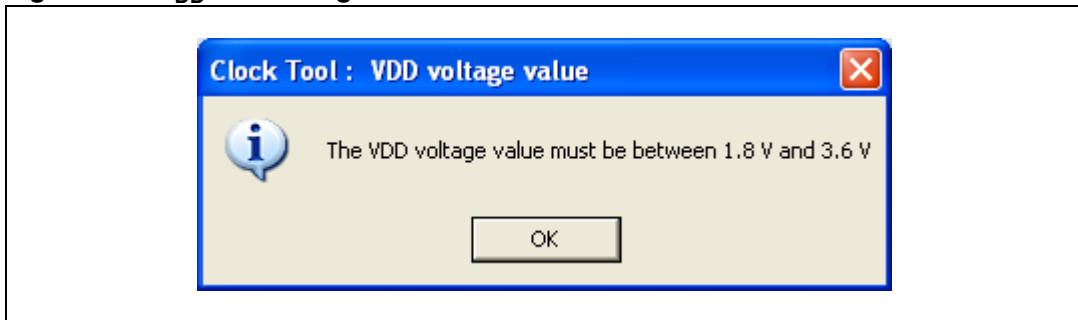 Clock Tool : VDD voltage value
The VDD voltage value must be between 1.8 V and 3.6 V
OK